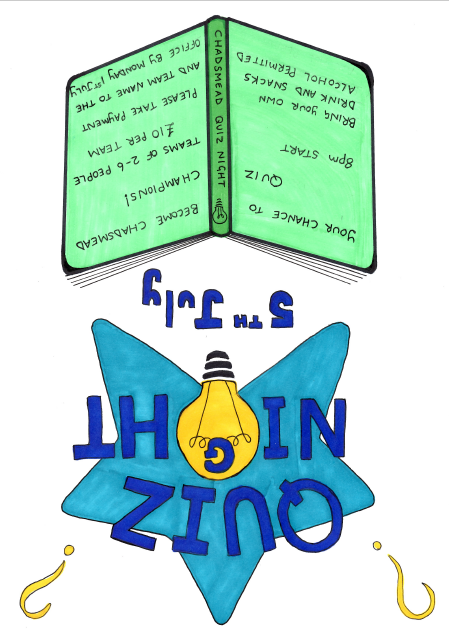 QUIZ
NIGHT
5TH July
YOUR CHANCE TO
QUIZ
8pm START
BRING YOUR OWN
DRINK AND SNACKS
ALCOHOL PERMITTED
CHADSMEAD QUIZ NIGHT
BECOME CHADSMEAD
CHAMPIONS!
TEAMS OF 2-6 PEOPLE
£10 PER TEAM
PLEASE TAKE PAYMENT
AND TEAM NAME TO THE
OFFICE BY MONDAY 1ST JULY